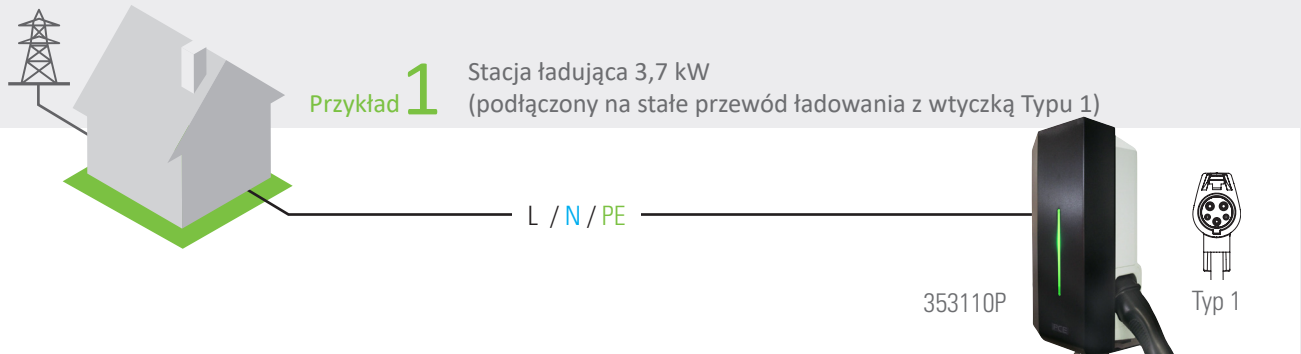 Przykład 1
Stacja ładująca 3,7 kW
(podłączony na stałe przewód ładowania z wtyczką Typu 1)
L / N / PE
353110P
Typ 1